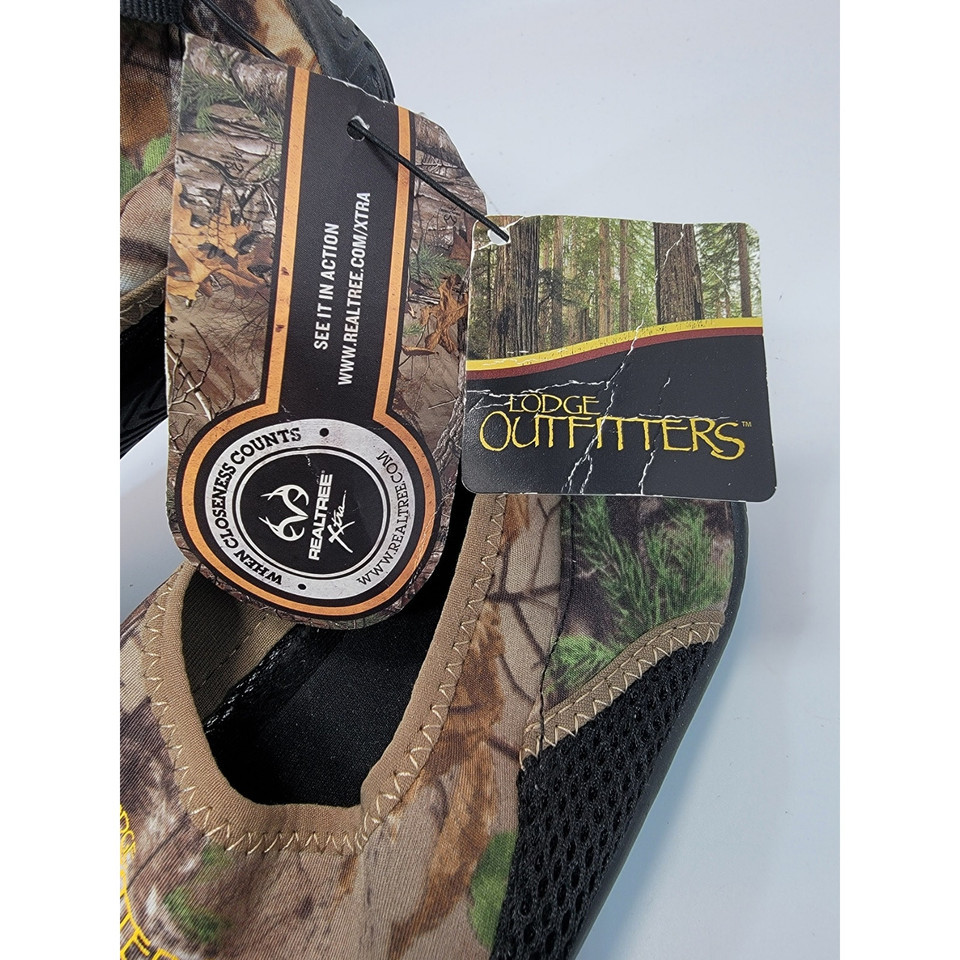 SEE IT IN ACTION
WWW.REALTREE.COM/XTRA
WHEN CLOSENESS COUNTS
REALTREE®
Xtra
WWW.REALTREE.COM
LODGE
OUTFITTERS™